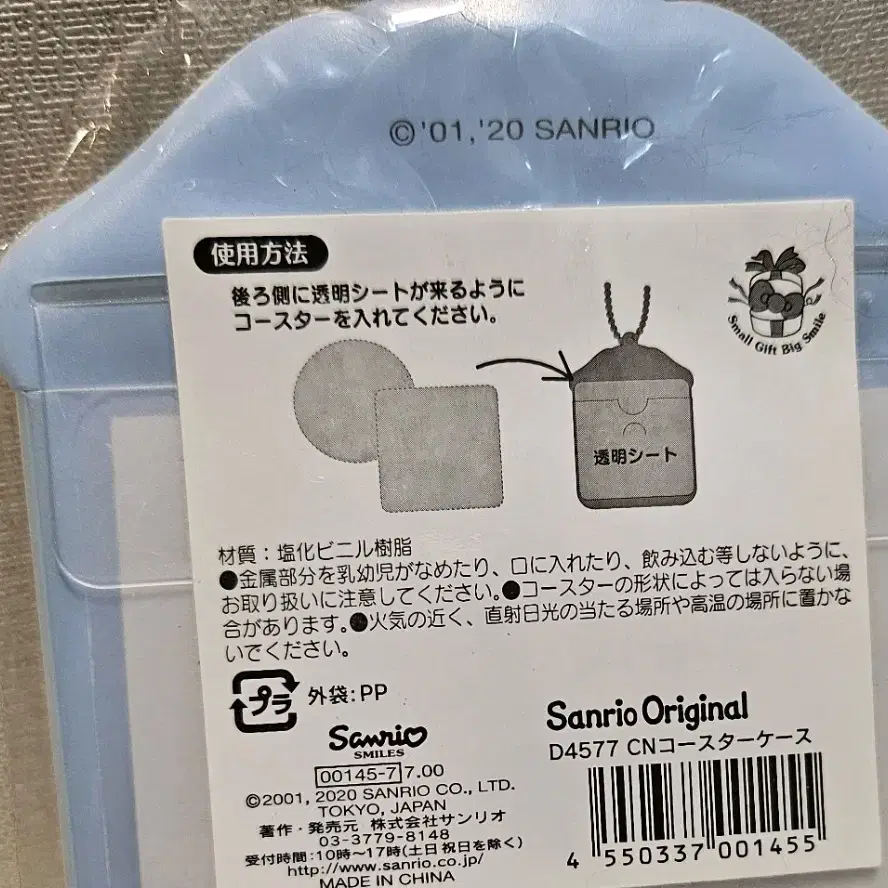 ©'01,'20 SANRIO
使用方法
後ろ側に透明シートが来るように
コースターを入れてください。
Small Gift Big Smile
透明シート
材質：塩化ビニル樹脂
●金属部分を乳幼児がなめたり、口に入れたり、飲み込む等しないように、
お取り扱いに注意してください。●コースターの形状によっては入らない場
合があります。●火気の近く、直射日光の当たる場所や高温の場所に置かな
いでください。
プラ 外袋：PP
Sanrio
SMILES
00145-7 7.00
©2001, 2020 SANRIO CO., LTD.
TOKYO, JAPAN
著作・発売元 株式会社サンリオ
03-3779-8148
受付時間：10時〜17時(土日祝日を除く)
http://www.sanrio.co.jp/
MADE IN CHINA
Sanrio Original
D4577 CNコースターケース
4 550337 001455